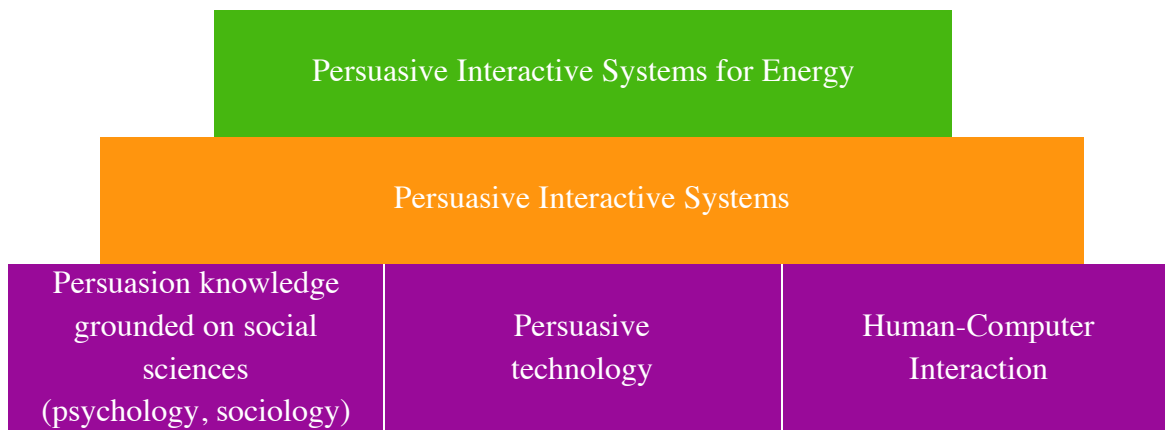 Persuasive Interactive Systems for Energy
Persuasive Interactive Systems
Persuasion knowledge
grounded on social
sciences
(psychology, sociology)
Persuasive
technology
Human-Computer
Interaction